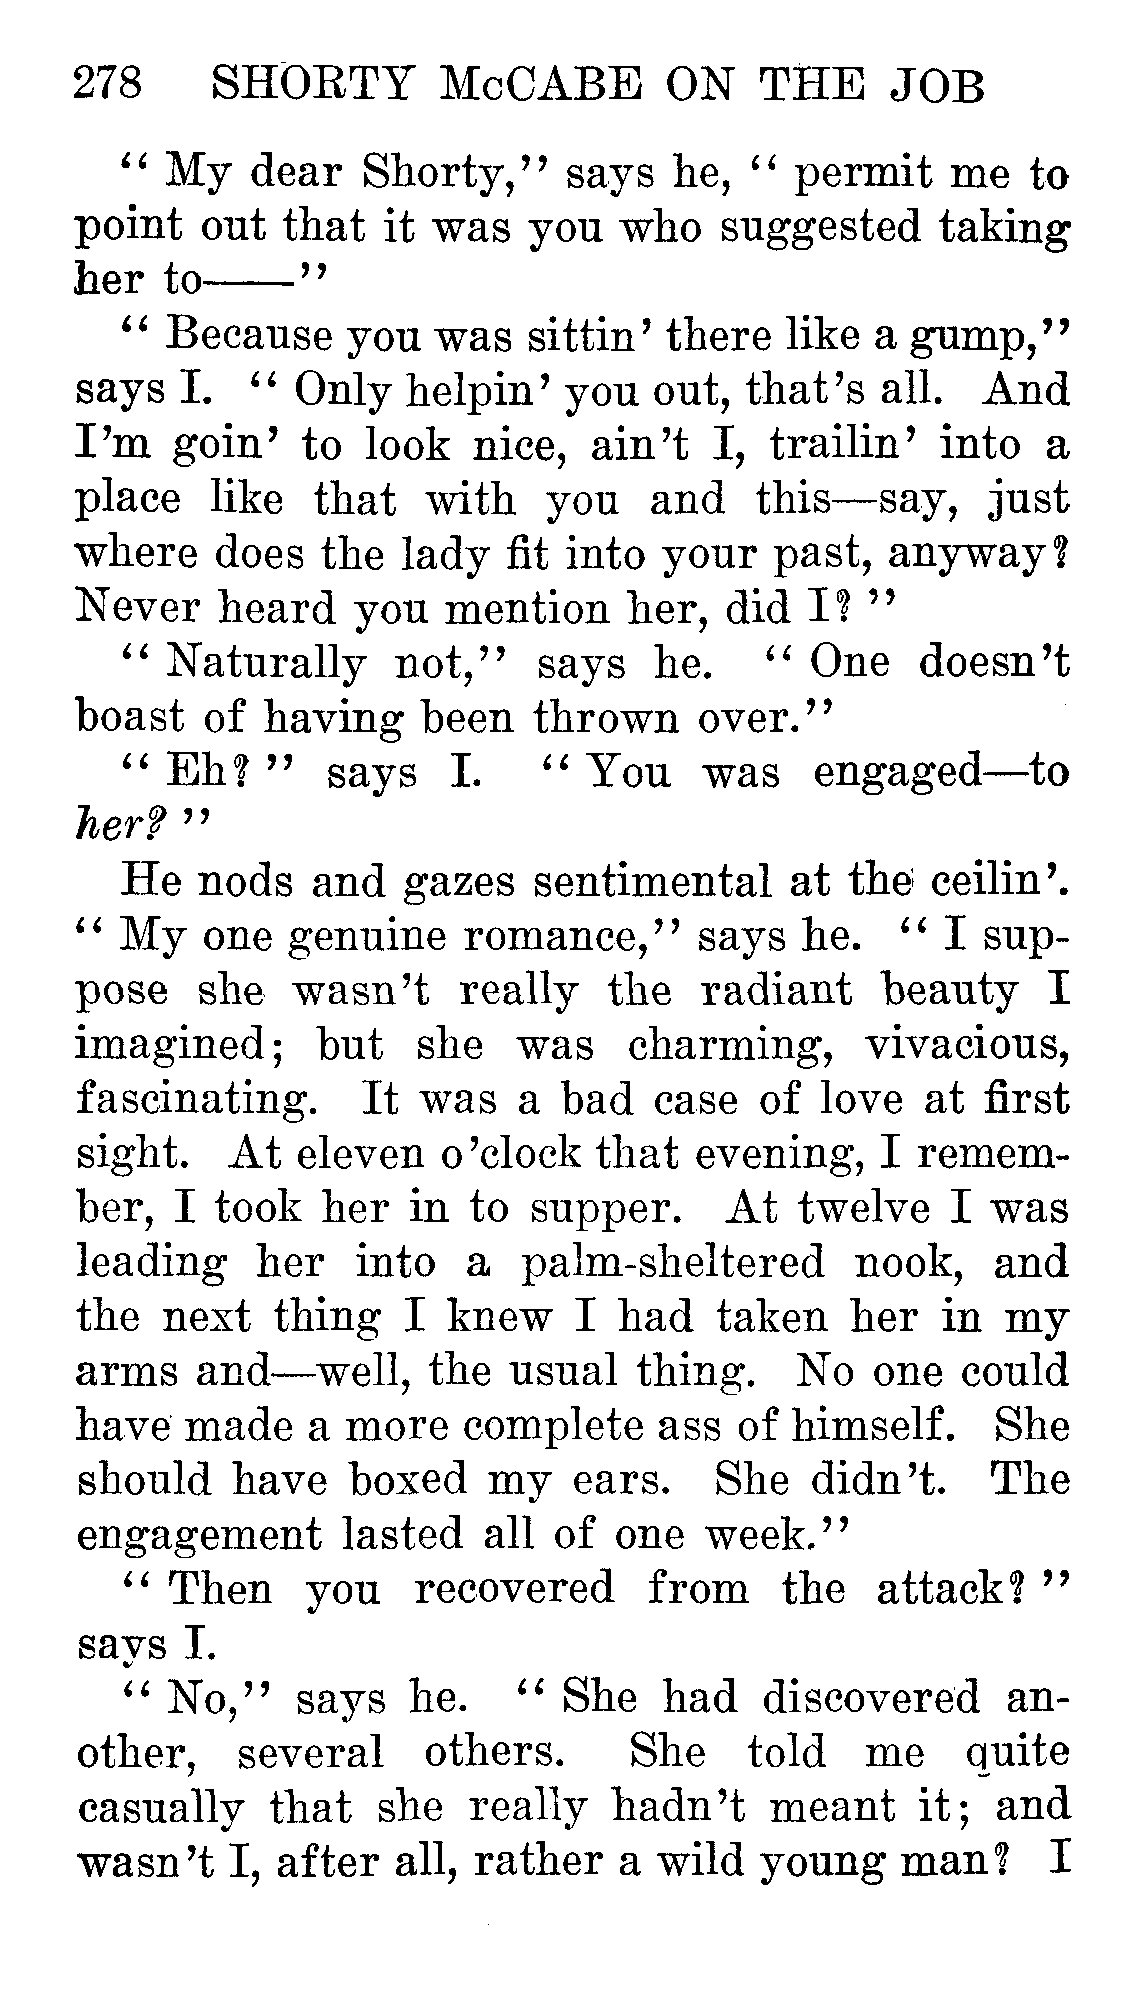 278 SHORTY McCABE ON THE JOB
“ My dear Shorty,” says he, “ permit me to
point out that it was you who suggested taking
her to——”
“ Because you was sittin’ there like a gump,”
says I. “ Only helpin’ you out, that’s all. And
I’m goin’ to look nice, ain’t I, trailin’ into a
place like that with you and this—say, just
where does the lady fit into your past, anyway?
Never heard you mention her, did I? ”
“ Naturally not,” says he. “ One doesn’t
boast of having been thrown over.”
“ Eh? ” says I. “ You was engaged—to
her? ”
He nods and gazes sentimental at the ceilin’.
“ My one genuine romance,” says he. “ I sup-
pose she wasn’t really the radiant beauty I
imagined; but she was charming, vivacious,
fascinating. It was a bad case of love at first
sight. At eleven o’clock that evening, I remem-
ber, I took her in to supper. At twelve I was
leading her into a palm-sheltered nook, and
the next thing I knew I had taken her in my
arms and—well, the usual thing. No one could
have made a more complete ass of himself. She
should have boxed my ears. She didn’t. The
engagement lasted all of one week.”
“ Then you recovered from the attack? ”
says I.
“ No,” says he. “ She had discovered an-
other, several others. She told me quite
casually that she really hadn’t meant it; and
wasn’t I, after all, rather a wild young man? I